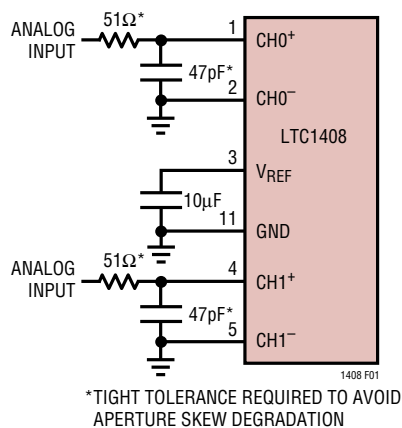 ANALOG
INPUT
51Ω*
1
CH0+
47pF*
2
CH0–
LTC1408
3
VREF
10µF
11
GND
ANALOG
INPUT
51Ω*
4
CH1+
47pF*
5
CH1–
1408 F01
*TIGHT TOLERANCE REQUIRED TO AVOID
APERTURE SKEW DEGRADATION